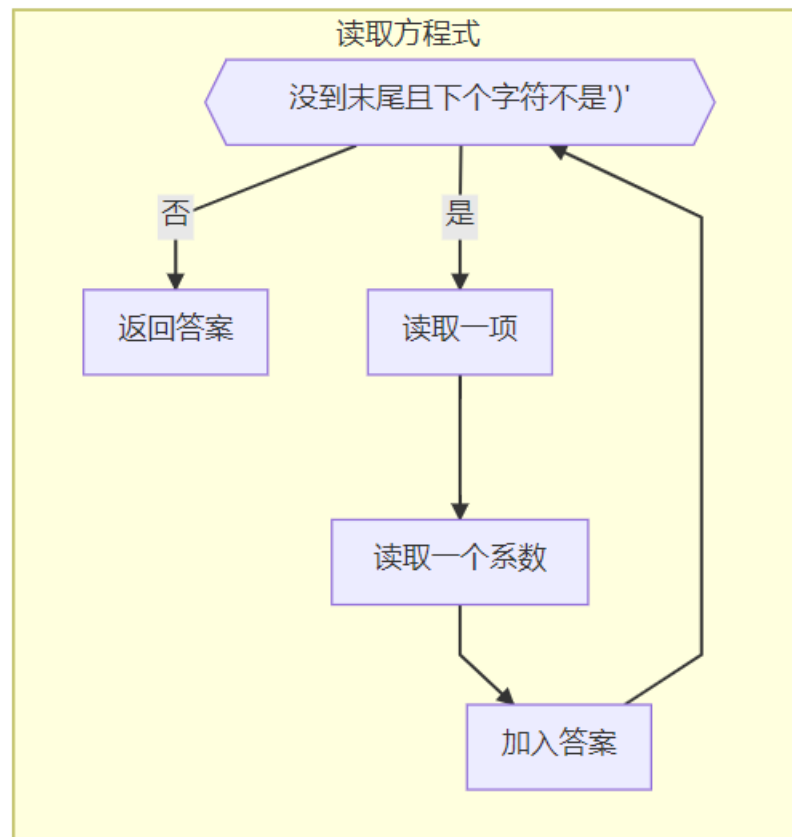 读取方程式
没到末尾且下个字符不是')'
否
是
返回答案
读取一项
读取一个系数
加入答案